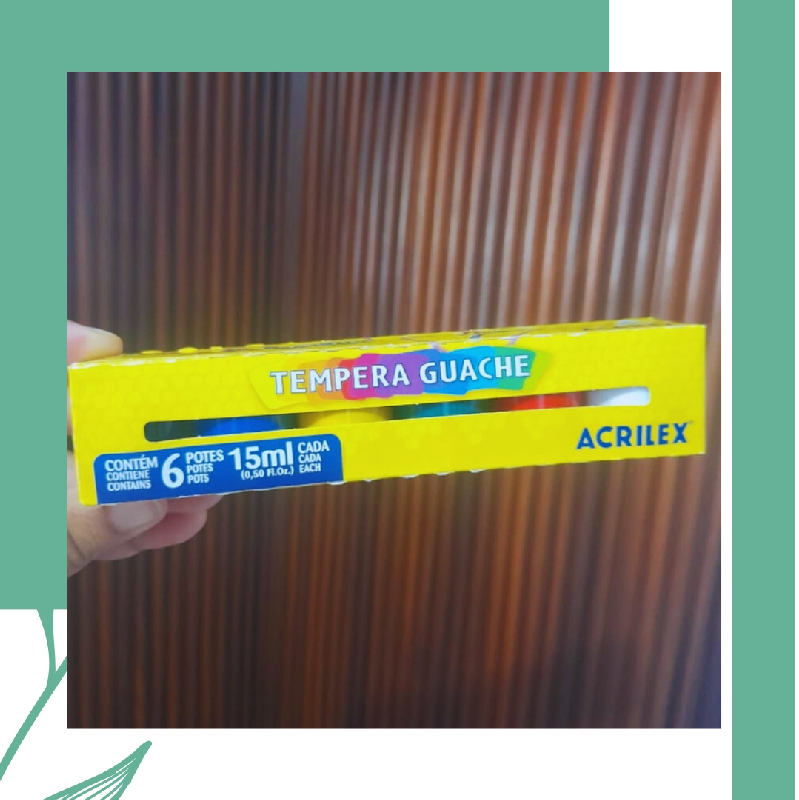 TEMPERA GUACHE
ACRILEX
CONTÉM
CONTIENE
CONTAINS
6
POTES
POTES
POTS
15ml
(0,50 Fl.Oz.)
CADA
CADA
EACH